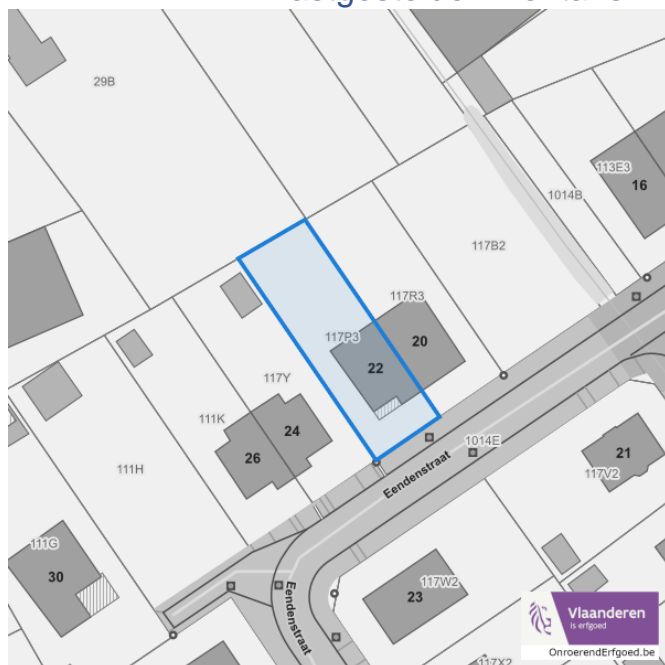 29B
113E3
16
1014B
117B2
117R3
20
117P3
22
117Y
111K
24
26
111H
1014E
Eendenstraat
21
117V2
111G
30
Eendenstraat
117W2
23
Vlaanderen
is erfgoed
OnroerendErfgoed.be